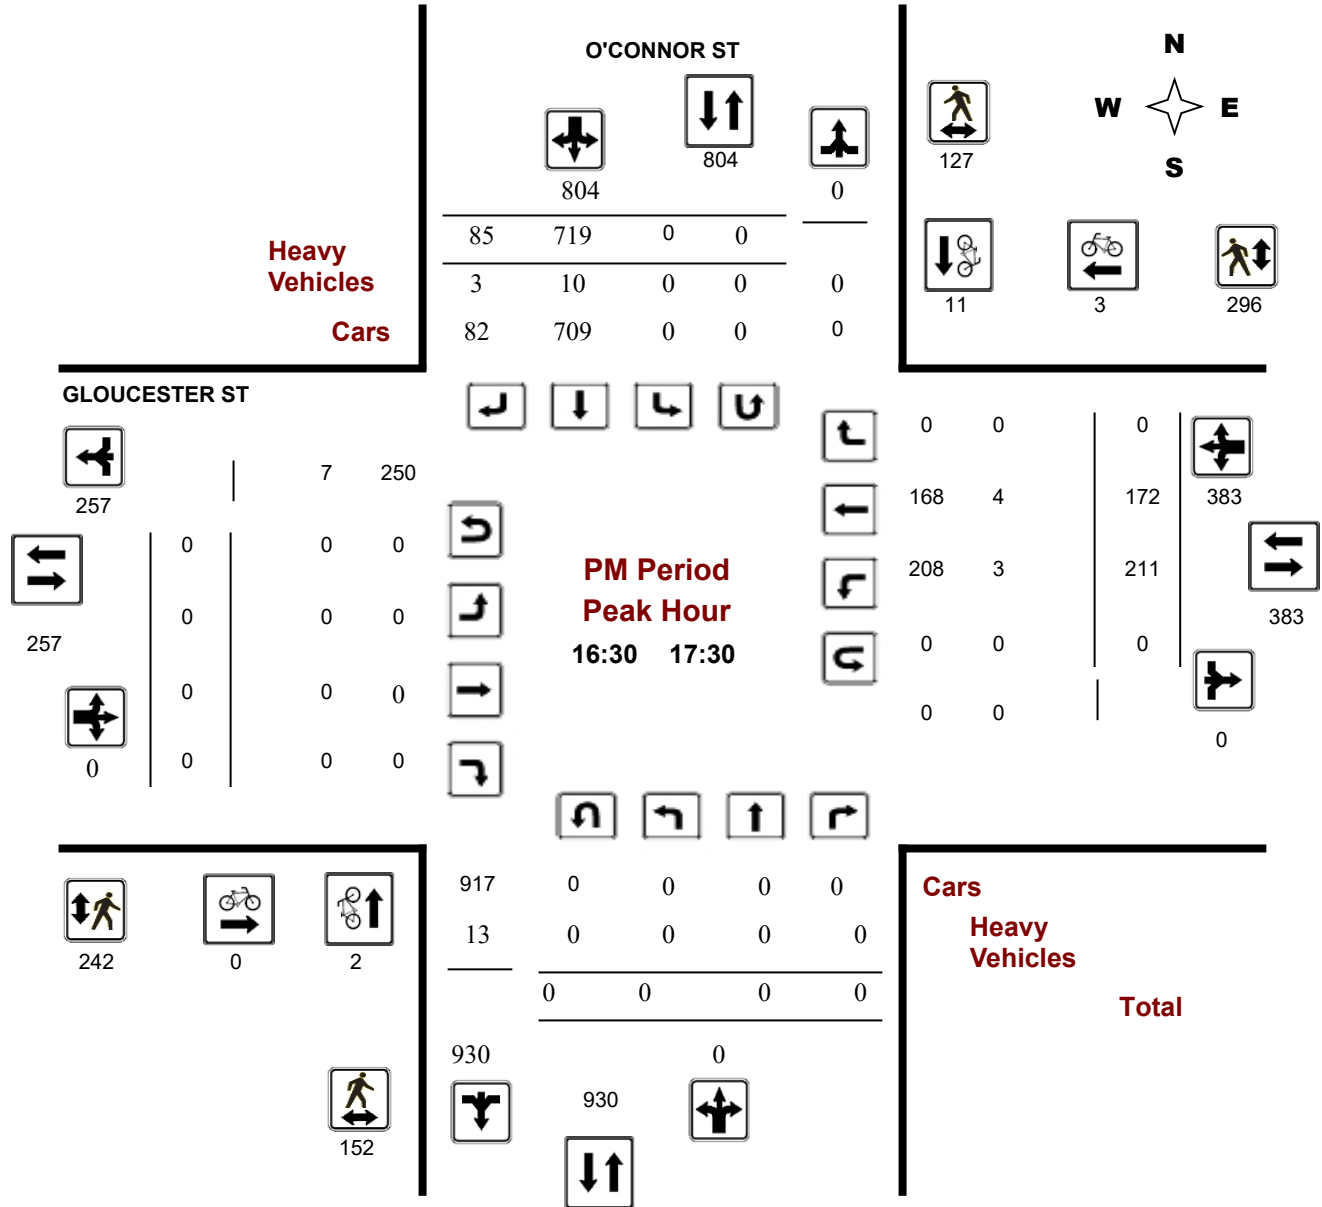 O'CONNOR ST
N
W E
S
804
127
804 0
85 719 0 0
Heavy
Vehicles
3 10 0 0 0
11 3 296
Cars
82 709 0 0 0
GLOUCESTER ST
0 0 0
7 250
257
168 4 172 383
0 0 0
PM Period
208 3 211
Peak Hour
0 0 0
383
257
16:30 17:30
0 0 0
0 0 0
0 0
0
0 0 0
0
917 0 0 0 0
Cars
13 0 0 0 0
Heavy
Vehicles
242 0 2
0 0 0 0
Total
930 0
930
152